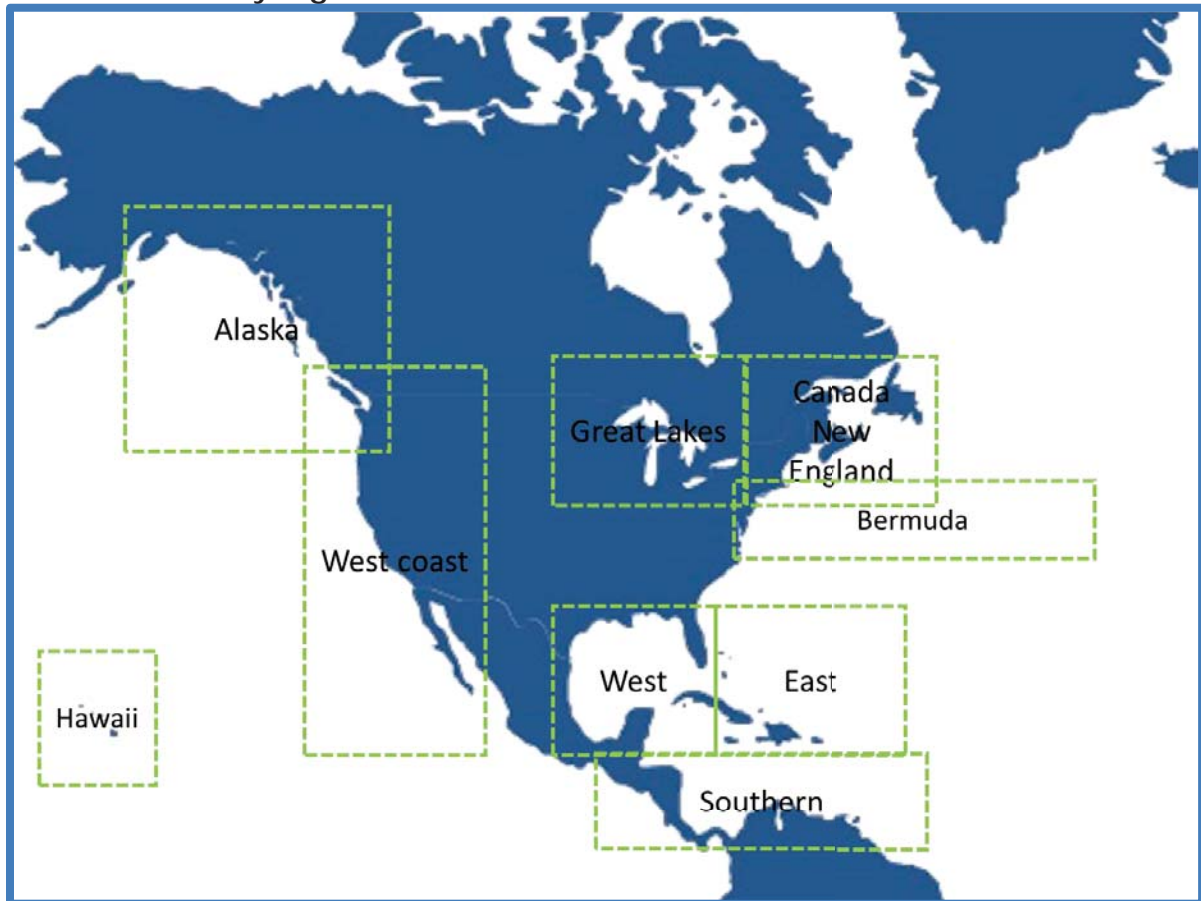 Alaska
Canada
Great Lakes
New
England
Bermuda
West coast
West
East
Hawaii
Southern